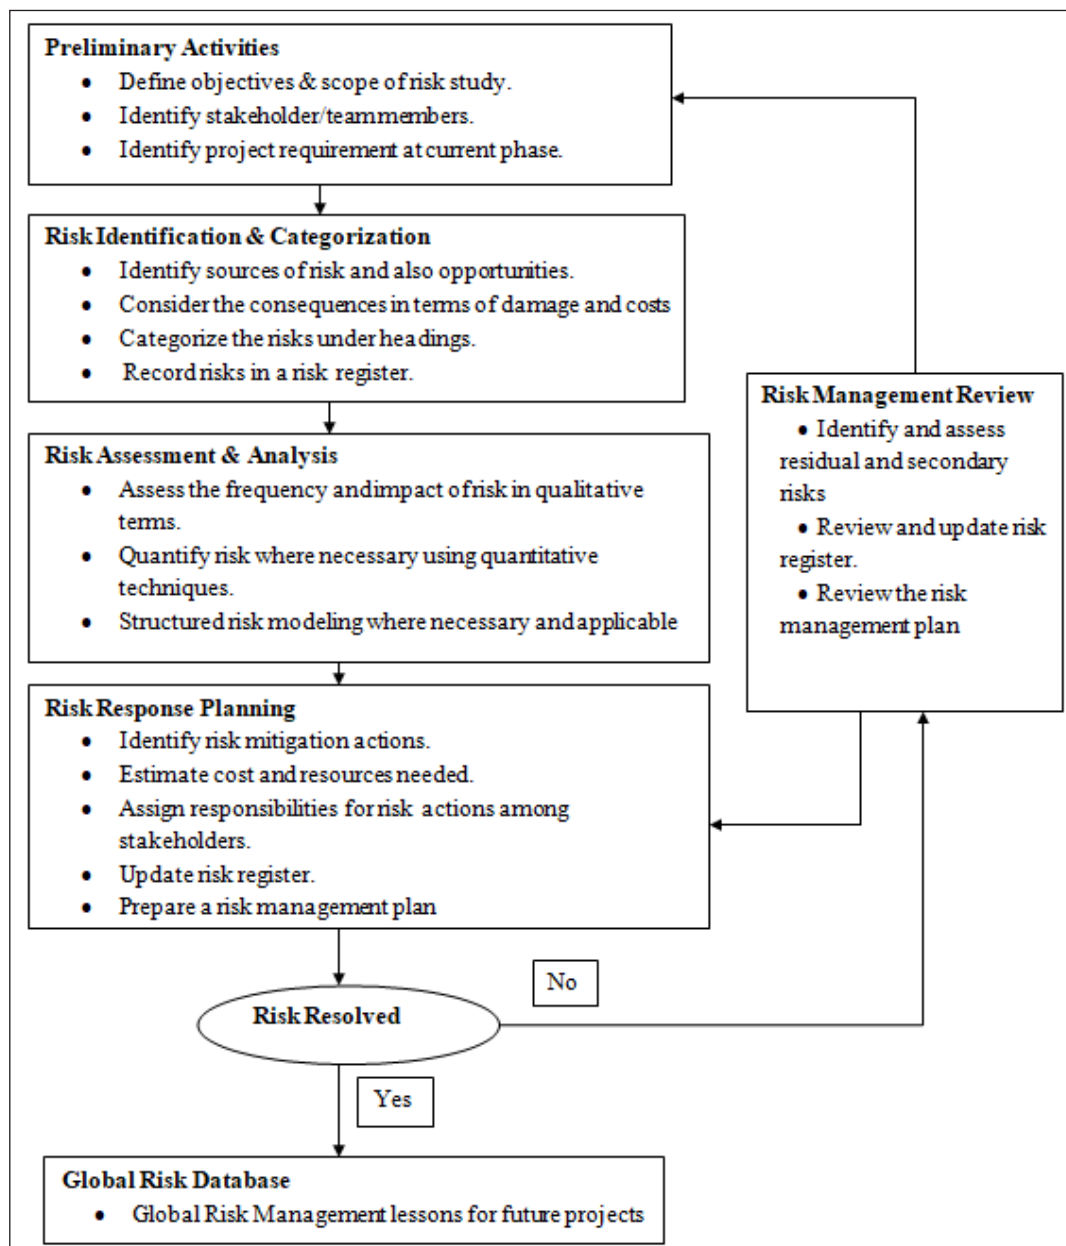 Preliminary Activities
• Define objectives & scope of risk study.
• Identify stakeholder/teammembers.
• Identify project requirement at current phase.
Risk Identification & Categorization
• Identify sources of risk and also opportunities.
• Consider the consequences in terms of damage and costs
• Categorize the risks under headings.
• Record risks in a risk register.
Risk Assessment & Analysis
• Assess the frequency and impact of risk in qualitative
terms.
• Quantify risk where necessary using quantitative
techniques.
• Structured risk modeling where necessary and applicable
Risk Management Review
• Identify and assess
residual and secondary
risks
• Review and update risk
register.
• Review the risk
management plan
Risk Response Planning
• Identify risk mitigation actions.
• Estimate cost and resources needed.
• Assign responsibilities for risk actions among
stakeholders.
• Update risk register.
• Prepare a risk management plan
No
Risk Resolved
Yes
Global Risk Database
• Global Risk Management lessons for future projects